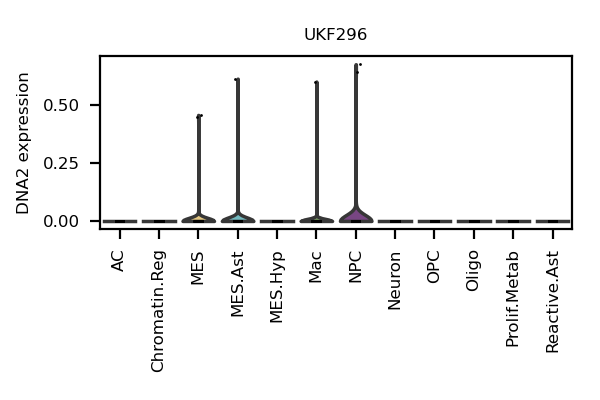 UKF296
DNA2 expression
0.50
0.25
0.00
AC
Chromatin.Reg
MES
MES.Ast
MES.Hyp
Mac
NPC
Neuron
OPC
Oligo
Prolif.Metab
Reactive.Ast